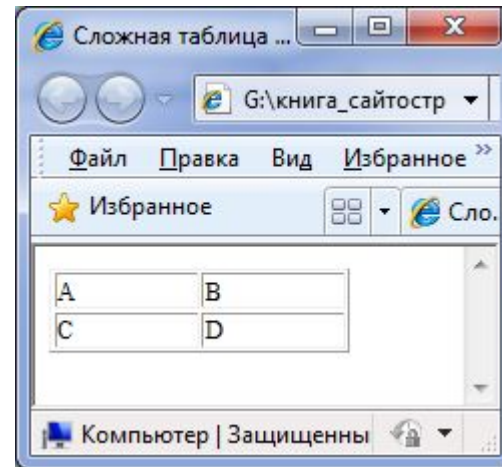 Сложная таблица ...
G:\книга_сайтостр
Файл Правка Вид Избранное »
Избранное Сло.
A B
C D
Компьютер | Защищенны